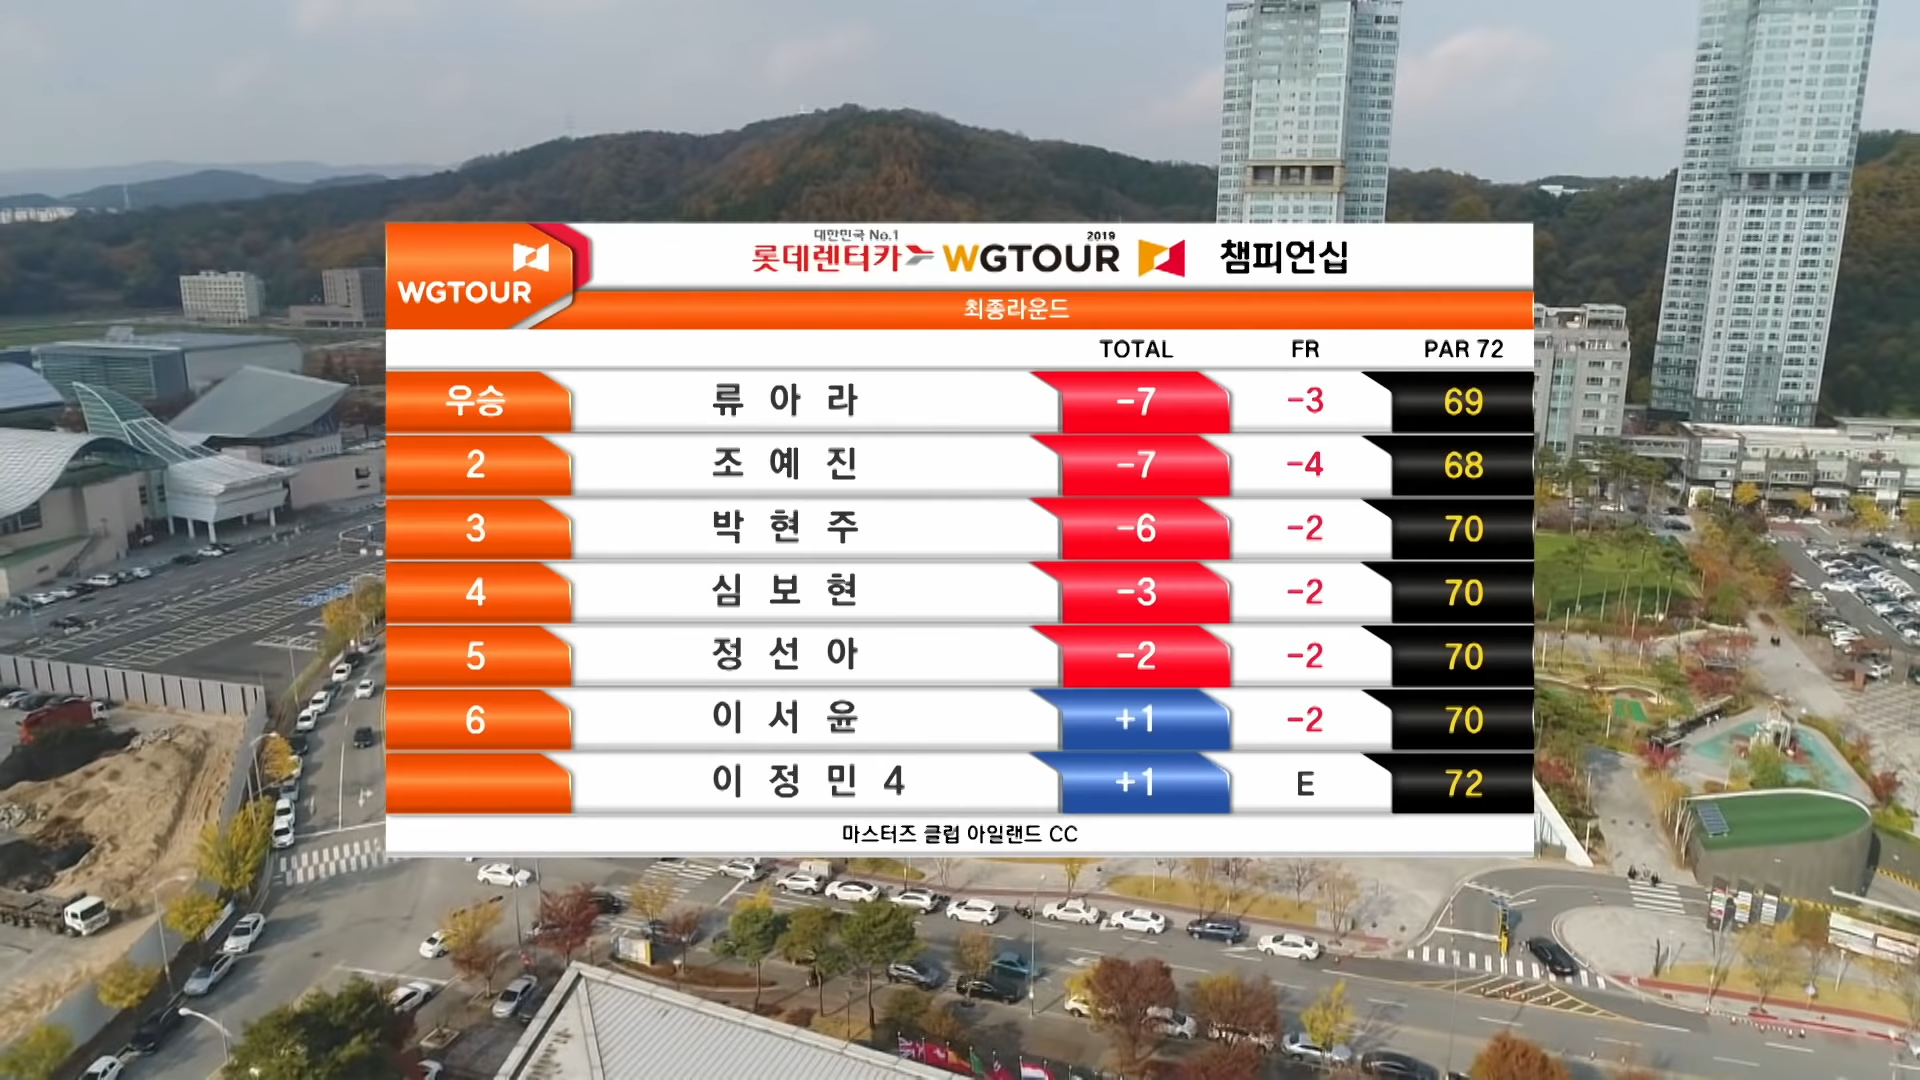 WGTOUR
대한민국 No.1
롯데렌터카 WGTOUR 2019 챔피언십
최종라운드
TOTAL FR PAR 72
우승 류아라 -7 -3 69
2 조예진 -7 -4 68
3 박현주 -6 -2 70
4 심보현 -3 -2 70
5 정선아 -2 -2 70
6 이서윤 +1 -2 70
이정민4 +1 E 72
마스터즈 클럽 아일랜드 CC